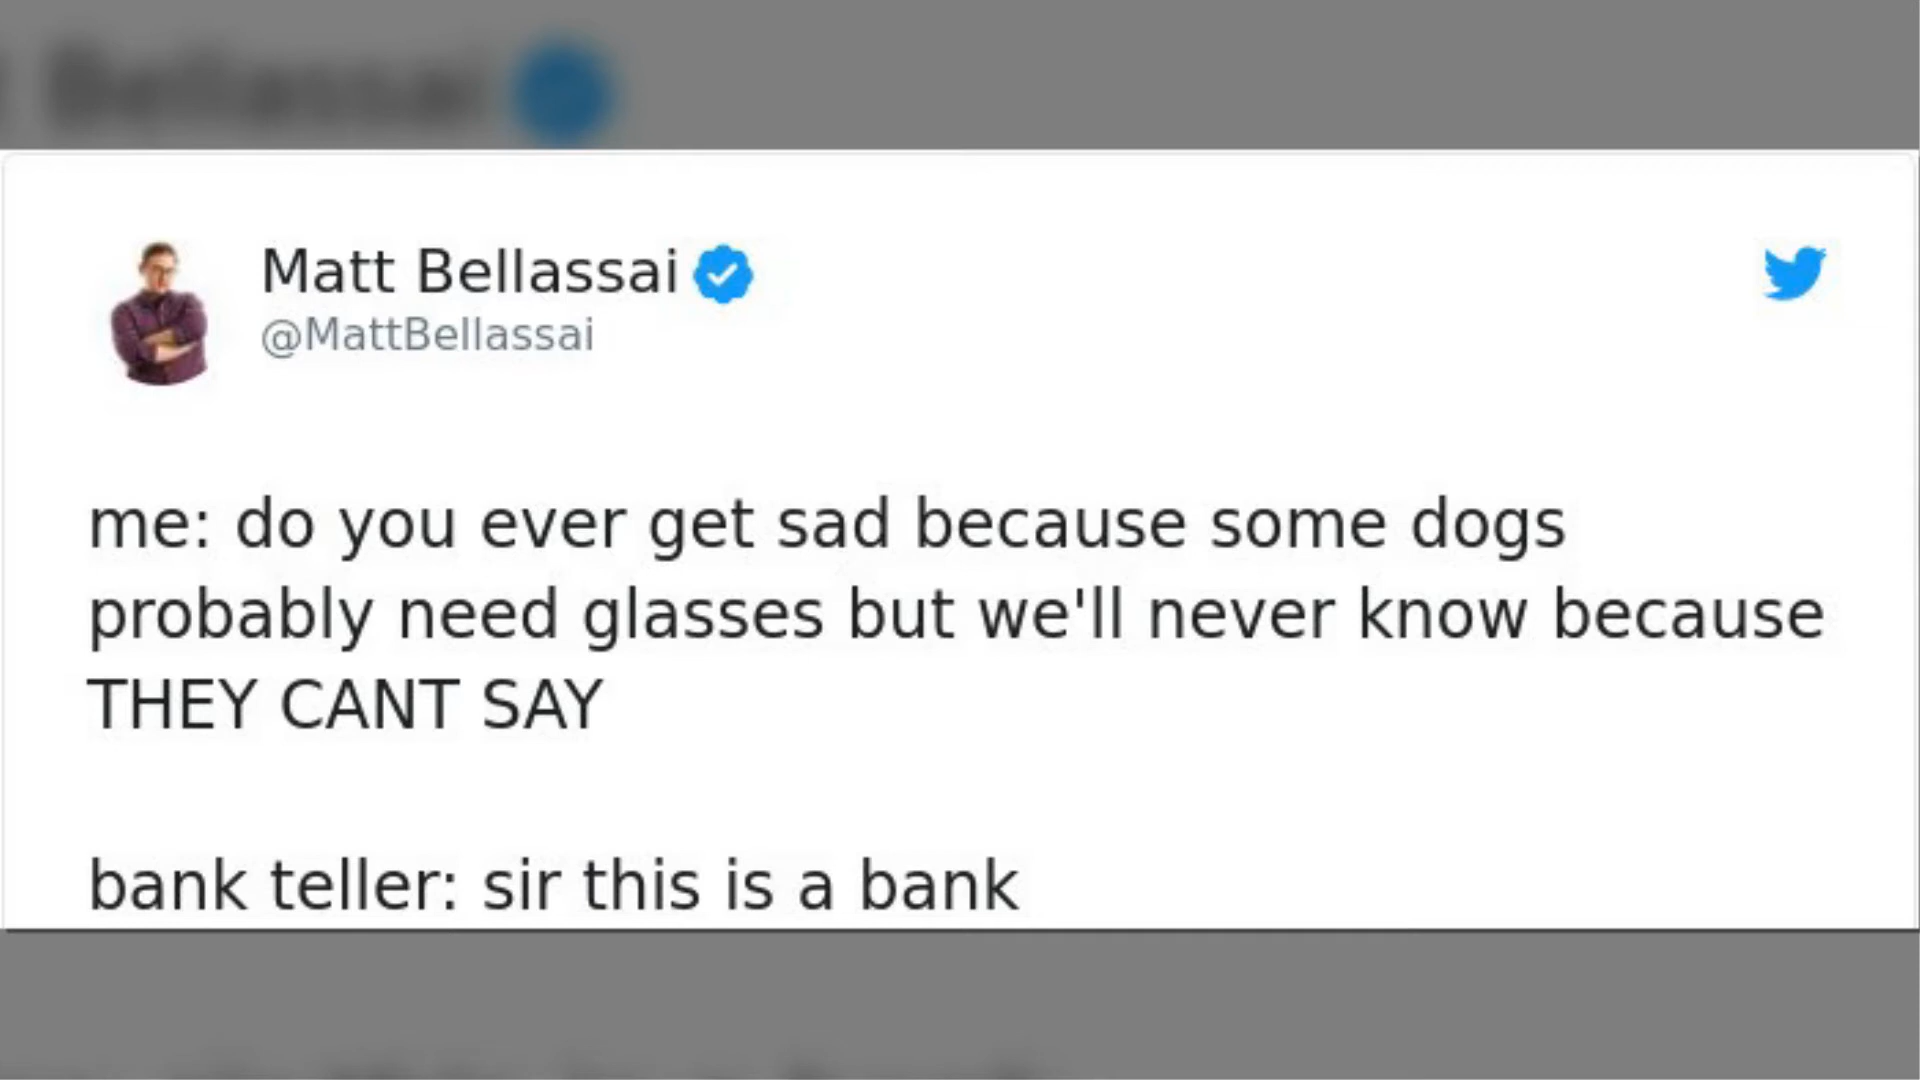 Bellassai
Matt Bellassai
@MattBellassai
me: do you ever get sad because some dogs
probably need glasses but we'll never know because
THEY CANT SAY
bank teller: sir this is a bank